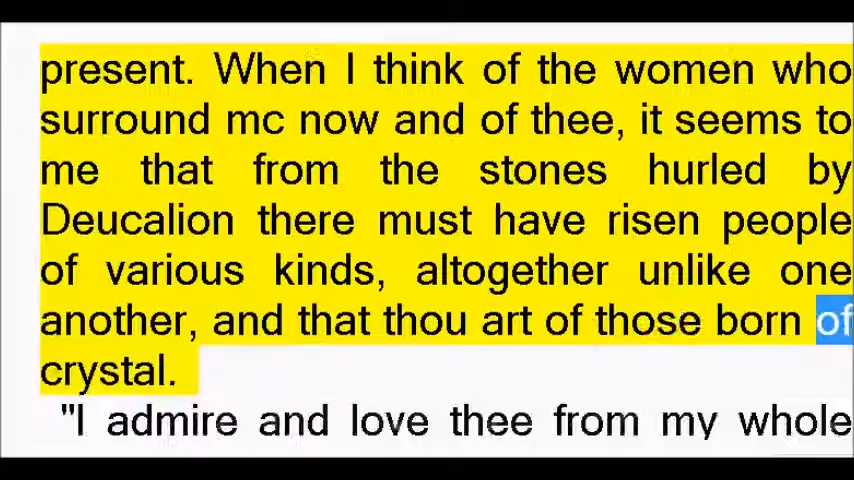 present. When I think of the women who
surround mc now and of thee, it seems to
me that from the stones hurled by
Deucalion there must have risen people
of various kinds, altogether unlike one
another, and that thou art of those born of
crystal.
"I admire and love thee from my whole